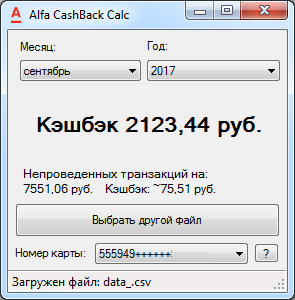 Alfa CashBack Calc
Месяц: Год:
сентябрь 2017
Кэшбэк 2123,44 руб.
Непроведенных транзакций на:
7551,06 руб. Кэшбек: ~75,51 руб.
Выбрать другой файл
Номер карты: 555949++++++ ?
Загружен файл: data_.csv